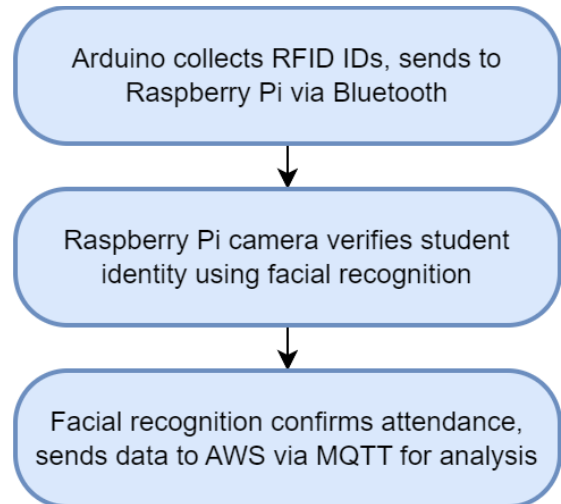 Arduino collects RFID IDs, sends to
Raspberry Pi via Bluetooth
Raspberry Pi camera verifies student
identity using facial recognition
Facial recognition confirms attendance,
sends data to AWS via MQTT for analysis